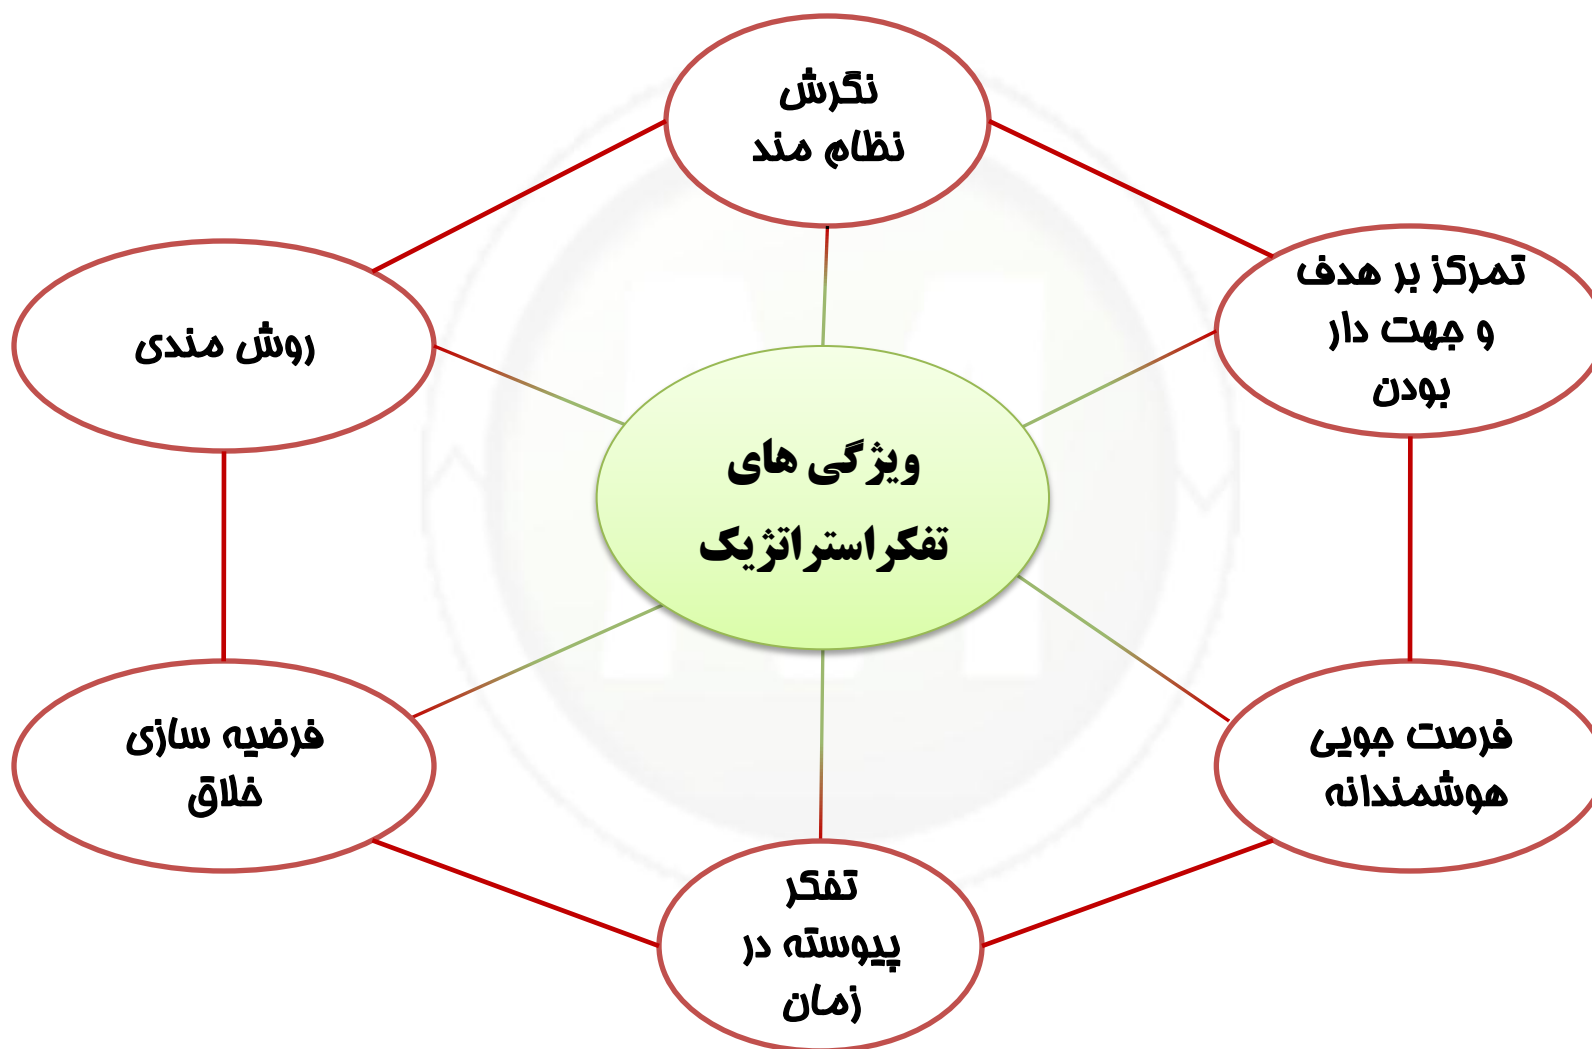 نگرش
نظام مند
تمرکز بر هدف
و جهت دار
بودن
روش مندی
ویژگی های
تفکراستراتژیک
فرضیه سازی
خلاق
فرصت جویی
هوشمندانه
تفکر
پیوسته در
زمان